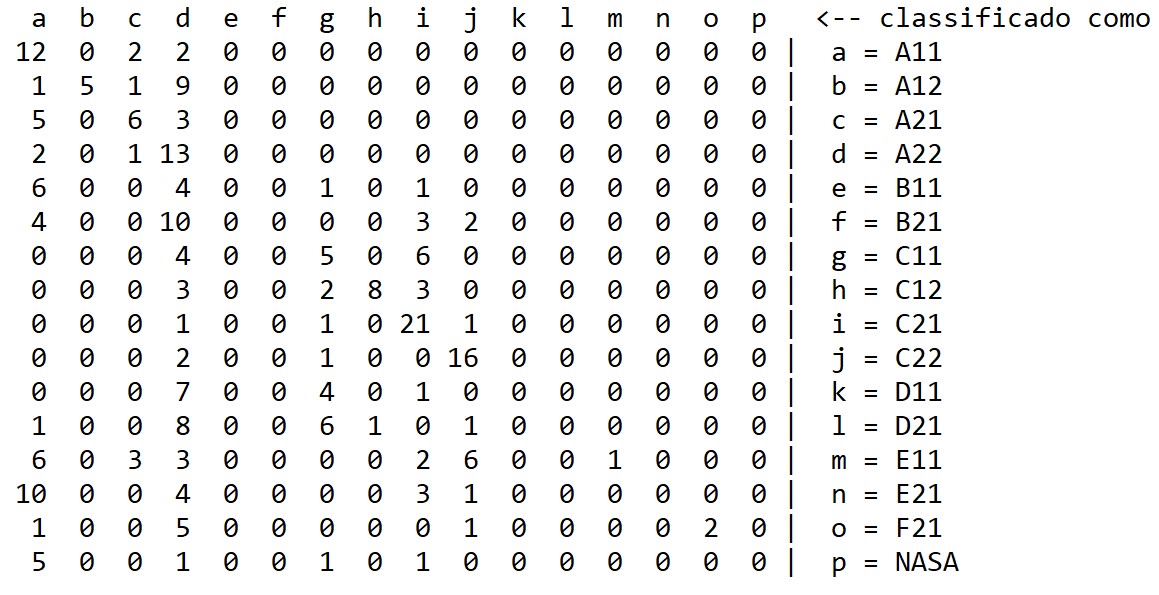 a b c d e f g h i j k l m n o p <-- classificado como
12 0 2 2 0 0 0 0 0 0 0 0 0 0 0 0 | a = A11
1 5 1 9 0 0 0 0 0 0 0 0 0 0 0 0 | b = A12
5 0 6 3 0 0 0 0 0 0 0 0 0 0 0 0 | c = A21
2 0 1 13 0 0 0 0 0 0 0 0 0 0 0 0 | d = A22
6 0 0 4 0 0 1 0 1 0 0 0 0 0 0 0 | e = B11
4 0 0 10 0 0 0 0 3 2 0 0 0 0 0 0 | f = B21
0 0 0 4 0 0 5 0 6 0 0 0 0 0 0 0 | g = C11
0 0 0 3 0 0 2 8 3 0 0 0 0 0 0 0 | h = C12
0 0 0 1 0 0 1 0 21 1 0 0 0 0 0 0 | i = C21
0 0 0 2 0 0 1 0 0 16 0 0 0 0 0 0 | j = C22
0 0 0 7 0 0 4 0 1 0 0 0 0 0 0 0 | k = D11
1 0 0 8 0 0 6 1 0 1 0 0 0 0 0 0 | l = D21
6 0 3 3 0 0 0 0 2 6 0 0 1 0 0 0 | m = E11
10 0 0 4 0 0 0 0 3 1 0 0 0 0 0 0 | n = E21
1 0 0 5 0 0 0 0 0 1 0 0 0 0 2 0 | o = F21
5 0 0 1 0 0 1 0 1 0 0 0 0 0 0 0 | p = NASA